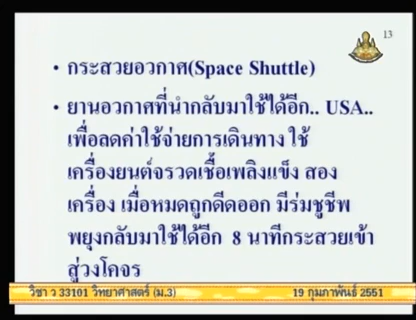 13
• กระสวยอวกาศ(Space Shuttle)
• ยานอวกาศที่นำกลับมาใช้ได้อีก.. USA..
เพื่อลดค่าใช้จ่ายการเดินทาง ใช้
เครื่องยนต์จรวดเชื้อเพลิงแข็ง สอง
เครื่อง เมื่อหมดถูกดีดออก มีร่มชูชีพ
พยุงกลับมาใช้ได้อีก 8 นาทีกระสวยเข้า
สู่วงโคจร
วิชา ว 33101 วิทยาศาสตร์ (ม.3)
19 กุมภาพันธ์ 2551